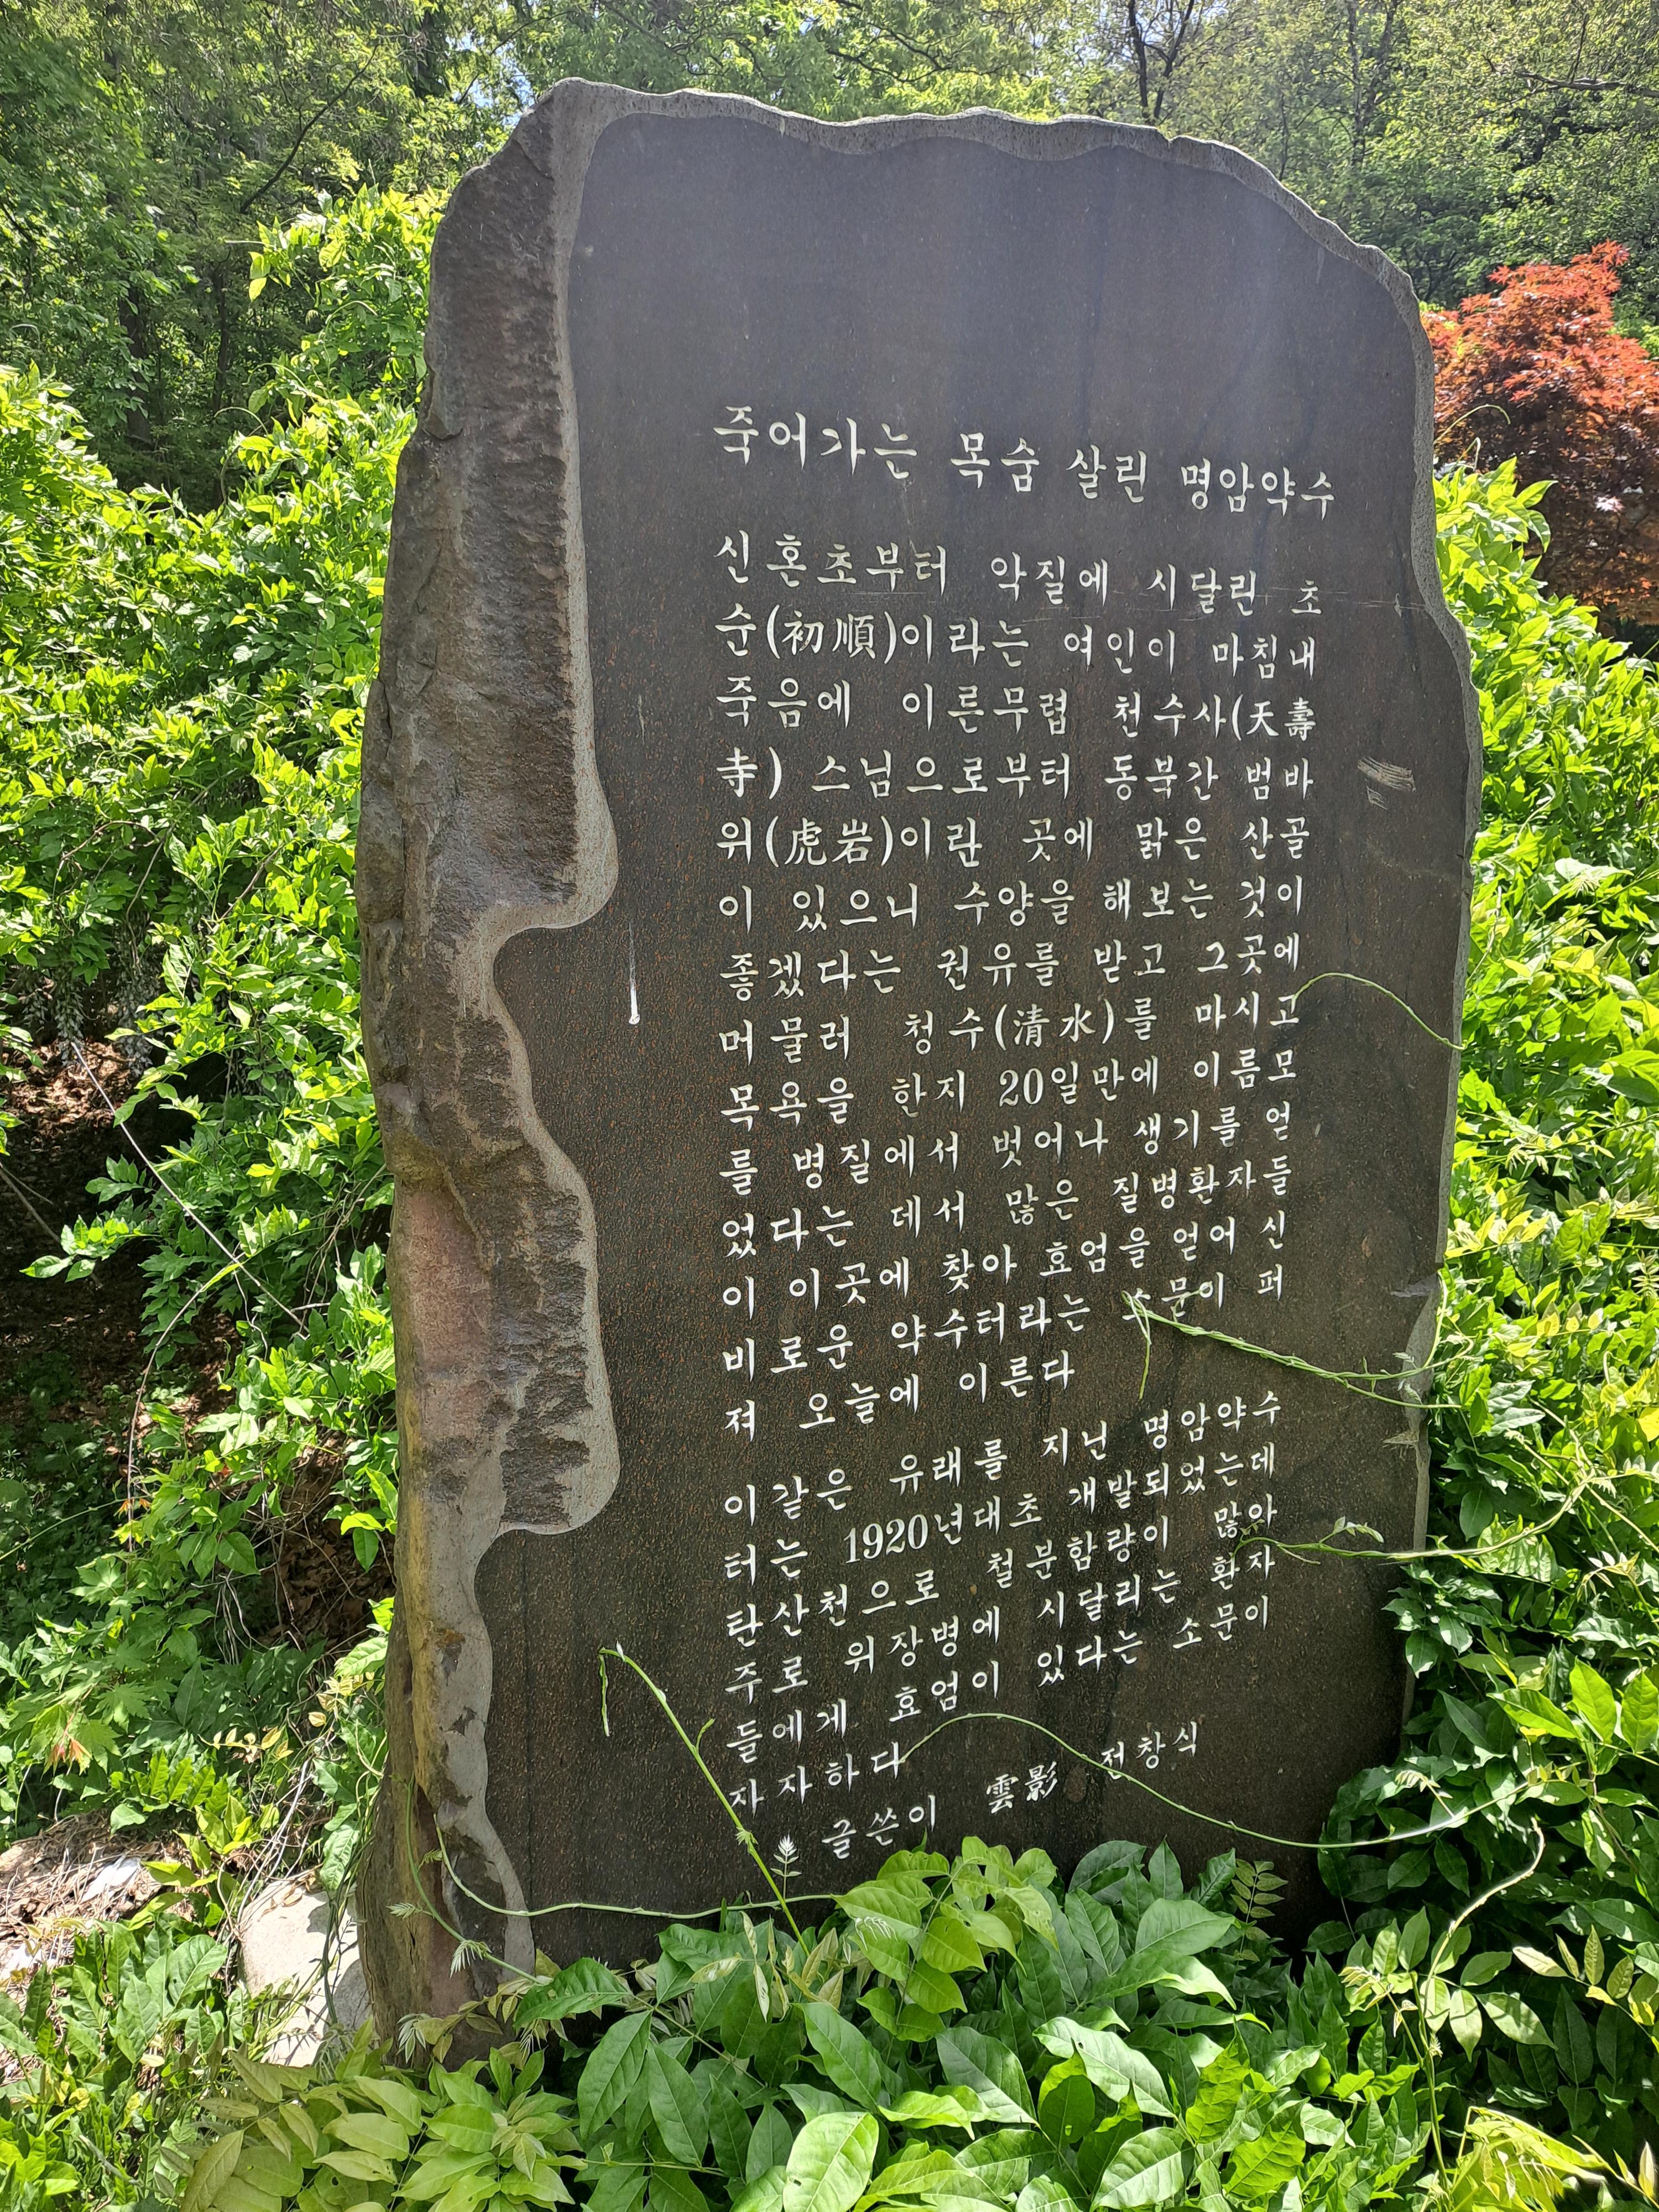 죽어가는 목숨 살린 명암약수
신혼초부터 악질에 시달린 초
순(初順)이라는 여인이 마침내
죽음에 이른무렵 천수사(天壽
寺) 스님으로부터 동북간 범바
위(虎岩)이란 곳에 맑은 산골
이 있으니 수양을 해보는 것이
좋겠다는 권유를 받고 그곳에
머물러 청수(清水)를 마시고
목욕을 한지 20일만에 이름모
를 병질에서 벗어나 생기를 얻
었다는 데서 많은 질병환자들
이 이곳에 찾아 효엄을 얻어 신
비로운 약수터라는 소문이 퍼
져 오늘에 이른다
이같은 유래를 지닌 명암약수
터는 1920년대초 개발되었는데
탄산천으로 철분함량이 많아
주로 위장병에 시달리는 환자
들에게 효엄이 있다는 소문이
자자하다
글쓴이 雲影 전창식